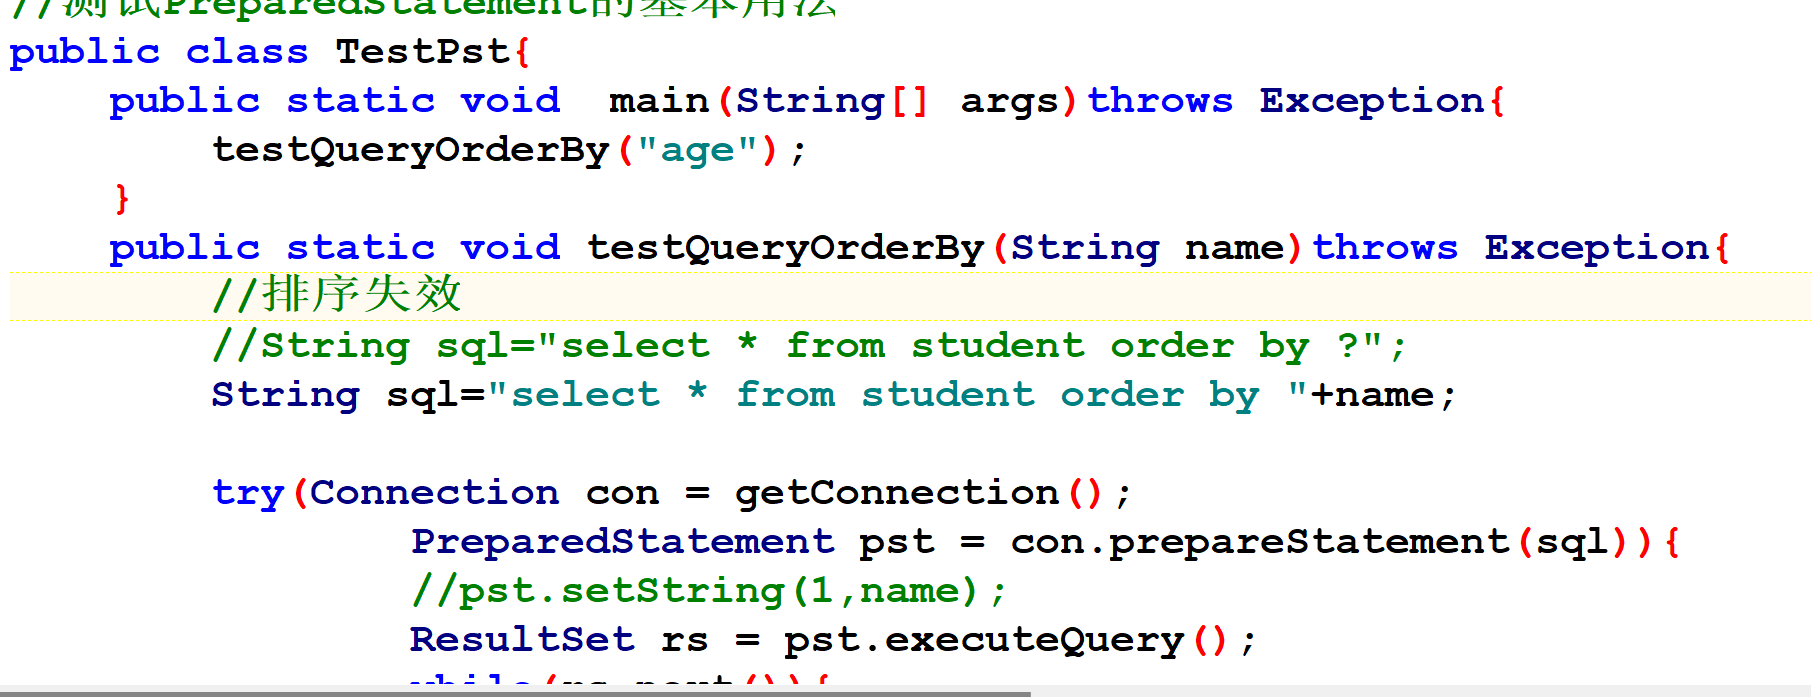 //测试PreparedStatement的基本用法
public class TestPst{
public static void  main(String[] args)throws Exception{
testQueryOrderBy("age");
}
public static void testQueryOrderBy(String name)throws Exception{
//排序失效
//String sql="select * from student order by ?";
String sql="select * from student order by "+name;
try(Connection con = getConnection();
PreparedStatement pst = con.prepareStatement(sql)){
//pst.setString(1,name);
ResultSet rs = pst.executeQuery();
while(rs.next()){